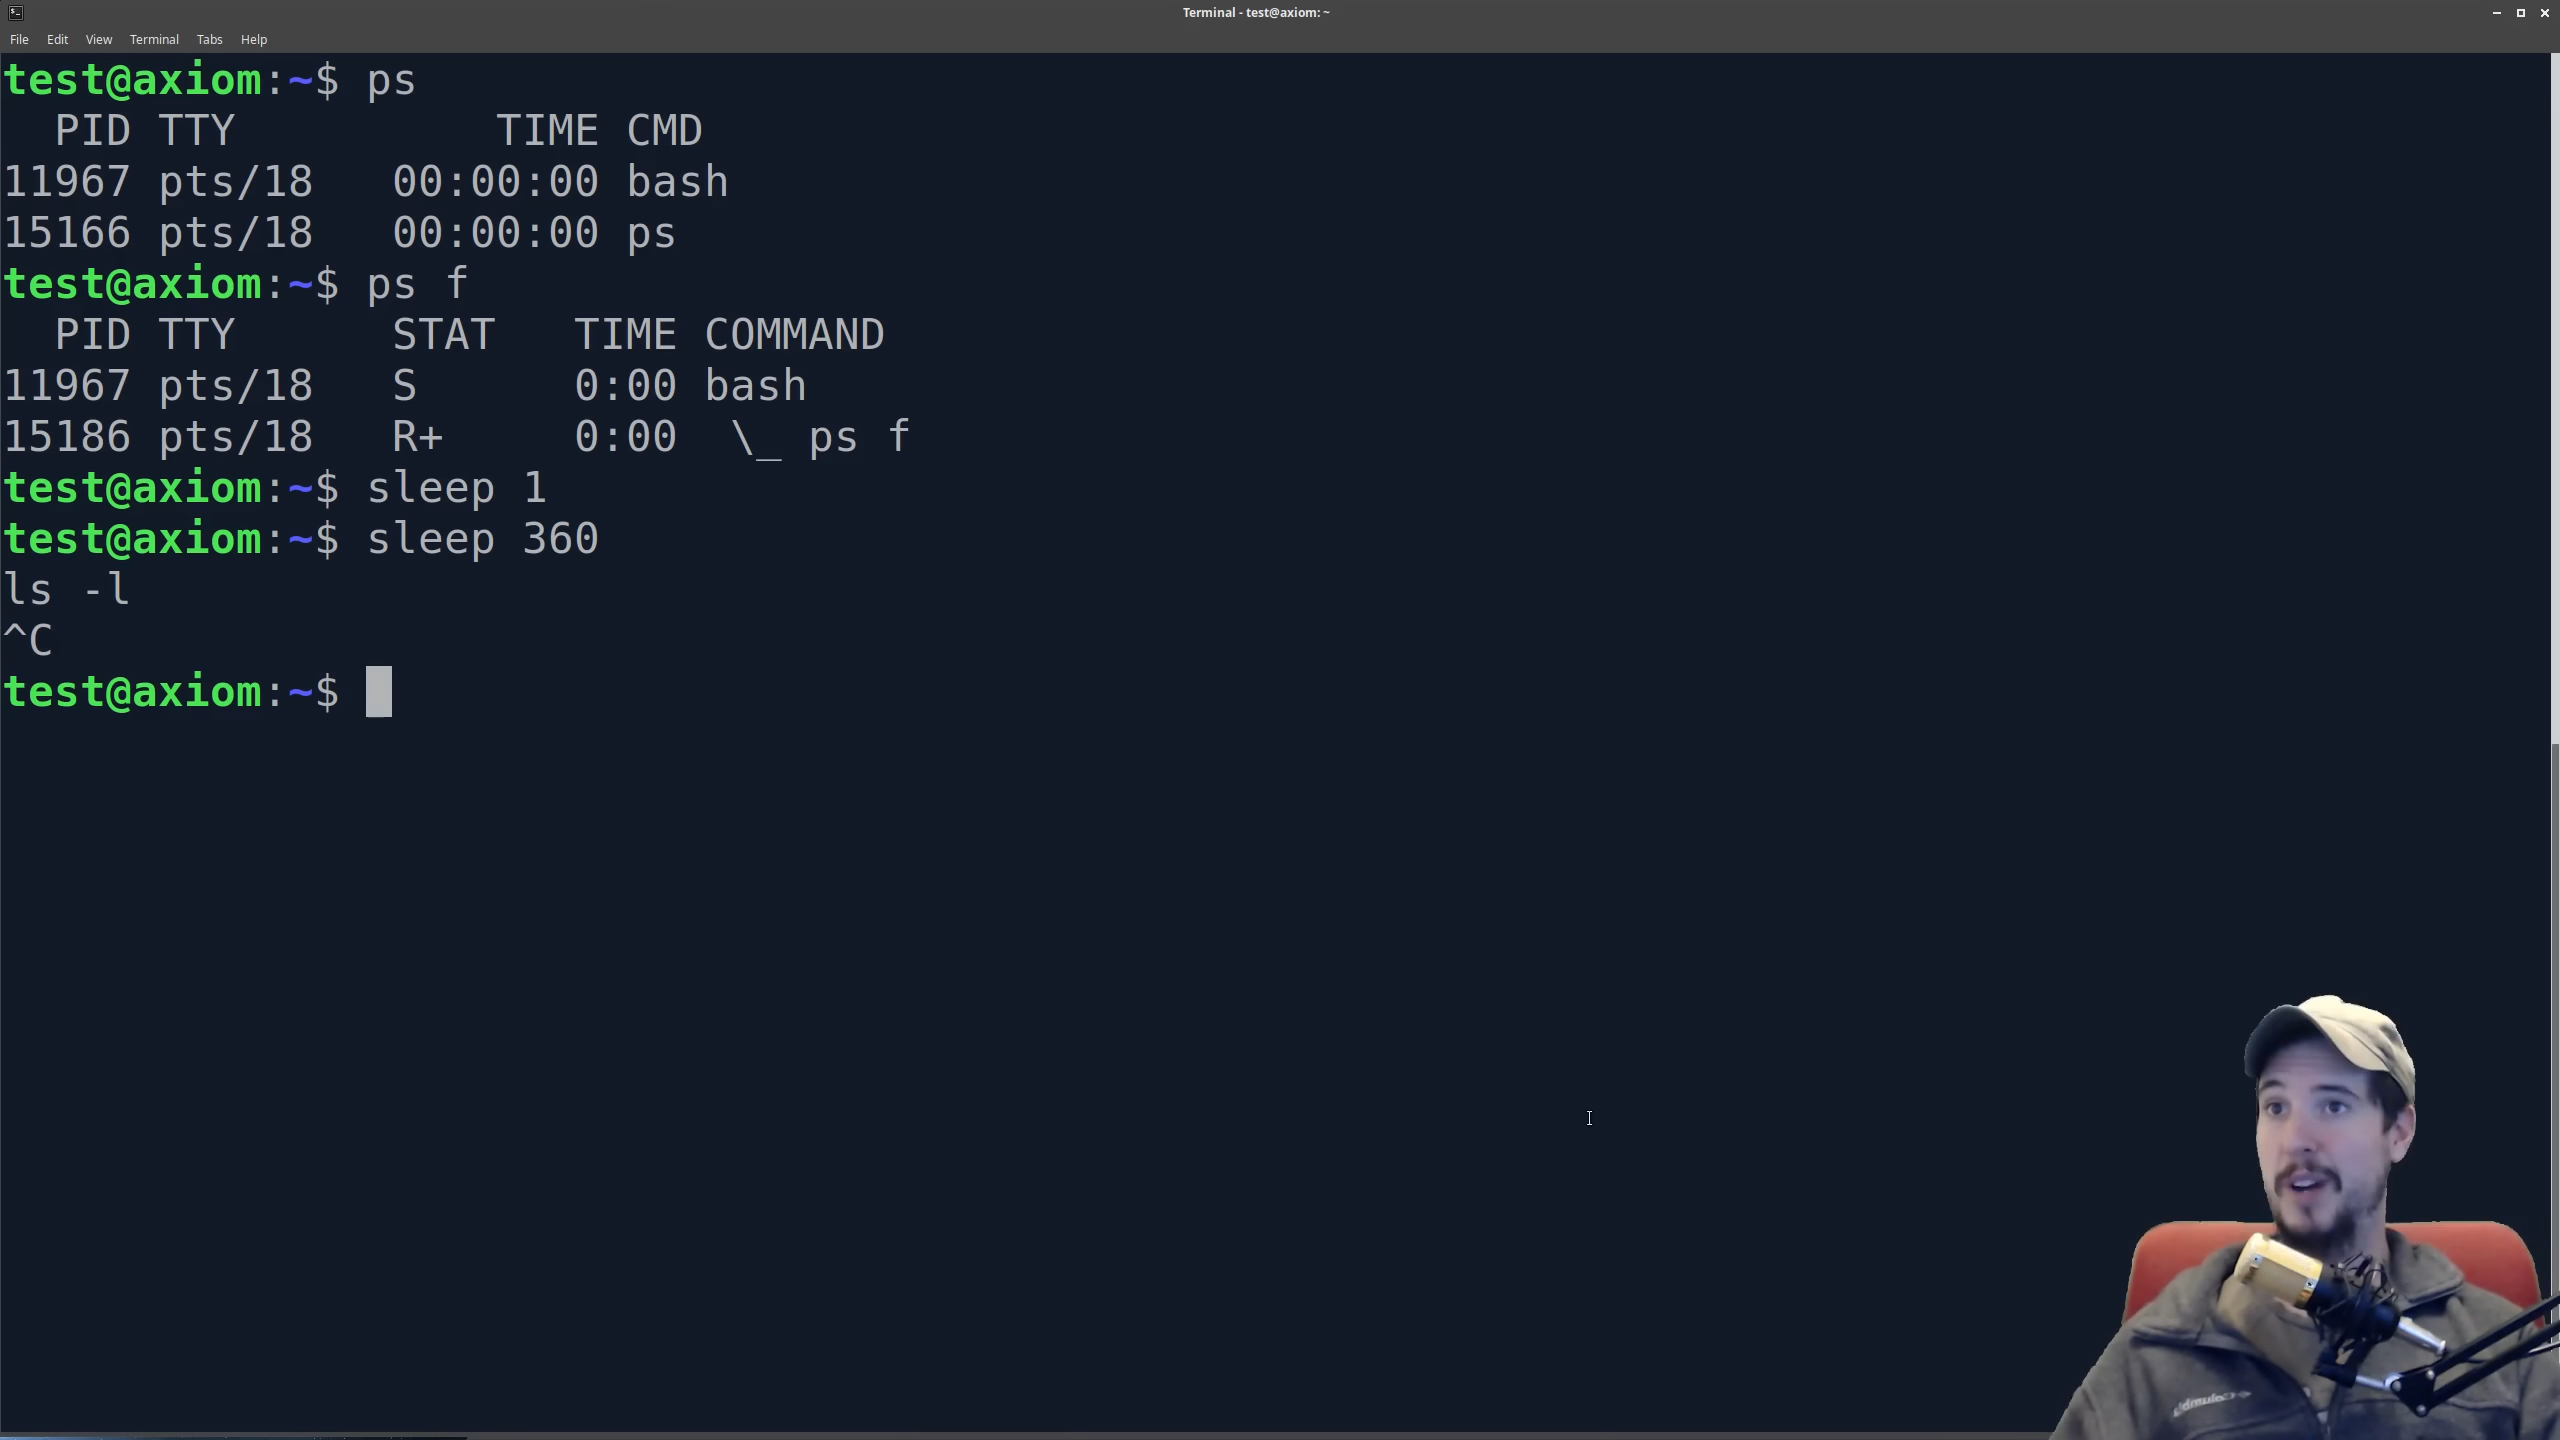 Terminal - test@axiom: ~
File Edit View Terminal Tabs Help
test@axiom:~$ ps
  PID TTY          TIME CMD
11967 pts/18   00:00:00 bash
15166 pts/18   00:00:00 ps
test@axiom:~$ ps f
  PID TTY      STAT   TIME COMMAND
11967 pts/18   S      0:00 bash
15186 pts/18   R+     0:00  \_ ps f
test@axiom:~$ sleep 1
test@axiom:~$ sleep 360
ls -l
^C
test@axiom:~$